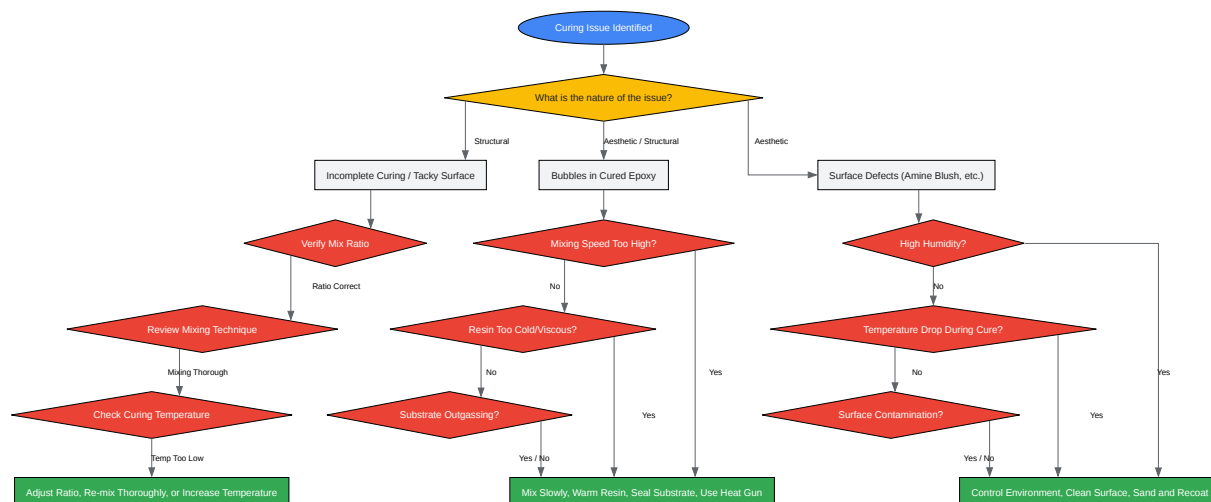 Curing Issue Identified
What is the nature of the issue?
Structural
Aesthetic / Structural
Aesthetic
Incomplete Curing / Tacky Surface
Bubbles in Cured Epoxy
Surface Defects (Amine Blush, etc.)
Verify Mix Ratio
Mixing Speed Too High?
High Humidity?
Ratio Correct
No
No
Review Mixing Technique
Resin Too Cold/Viscous?
Temperature Drop During Cure?
Mixing Thorough
No
Yes
No
Yes
Check Curing Temperature
Substrate Outgassing?
Yes
Surface Contamination?
Yes
Temp Too Low
Yes / No
Yes / No
Adjust Ratio, Re-mix Thoroughly, or Increase Temperature
Mix Slowly, Warm Resin, Seal Substrate, Use Heat Gun
Control Environment, Clean Surface, Sand and Recoat